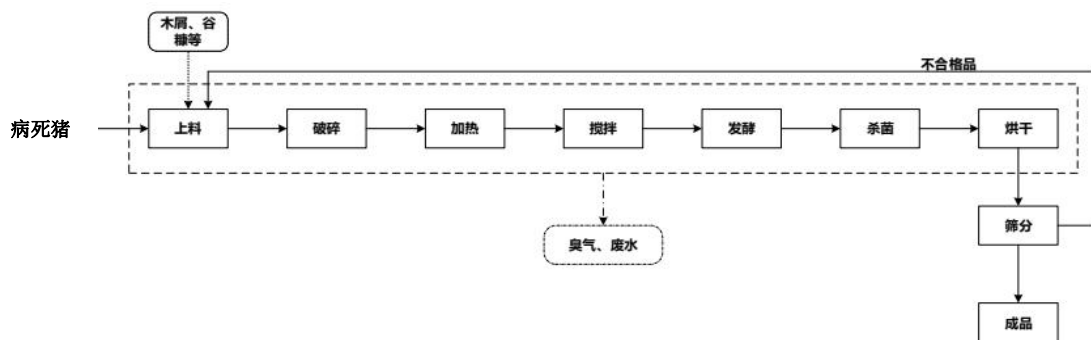 木屑、谷
糠等
不合格品
病死猪
上料
破碎
加热
搅拌
发酵
杀菌
烘干
臭气、废水
筛分
成品